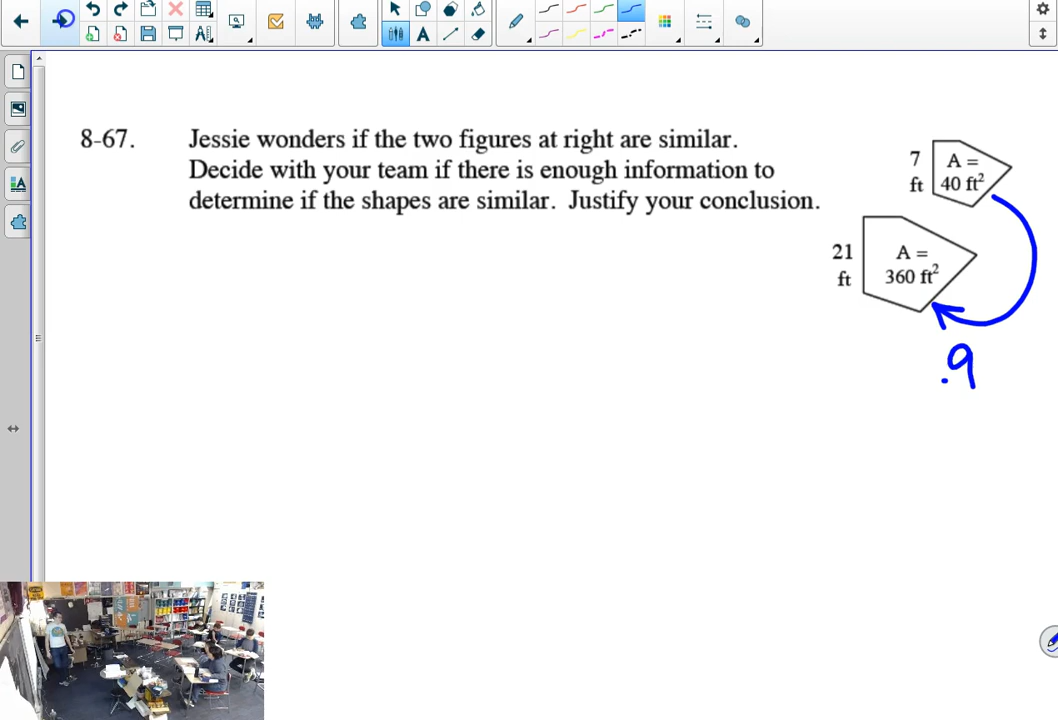 8-67. Jessie wonders if the two figures at right are similar.
Decide with your team if there is enough information to
determine if the shapes are similar. Justify your conclusion.
7
ft
A =
40 ft²
21
ft
A =
360 ft²
.9